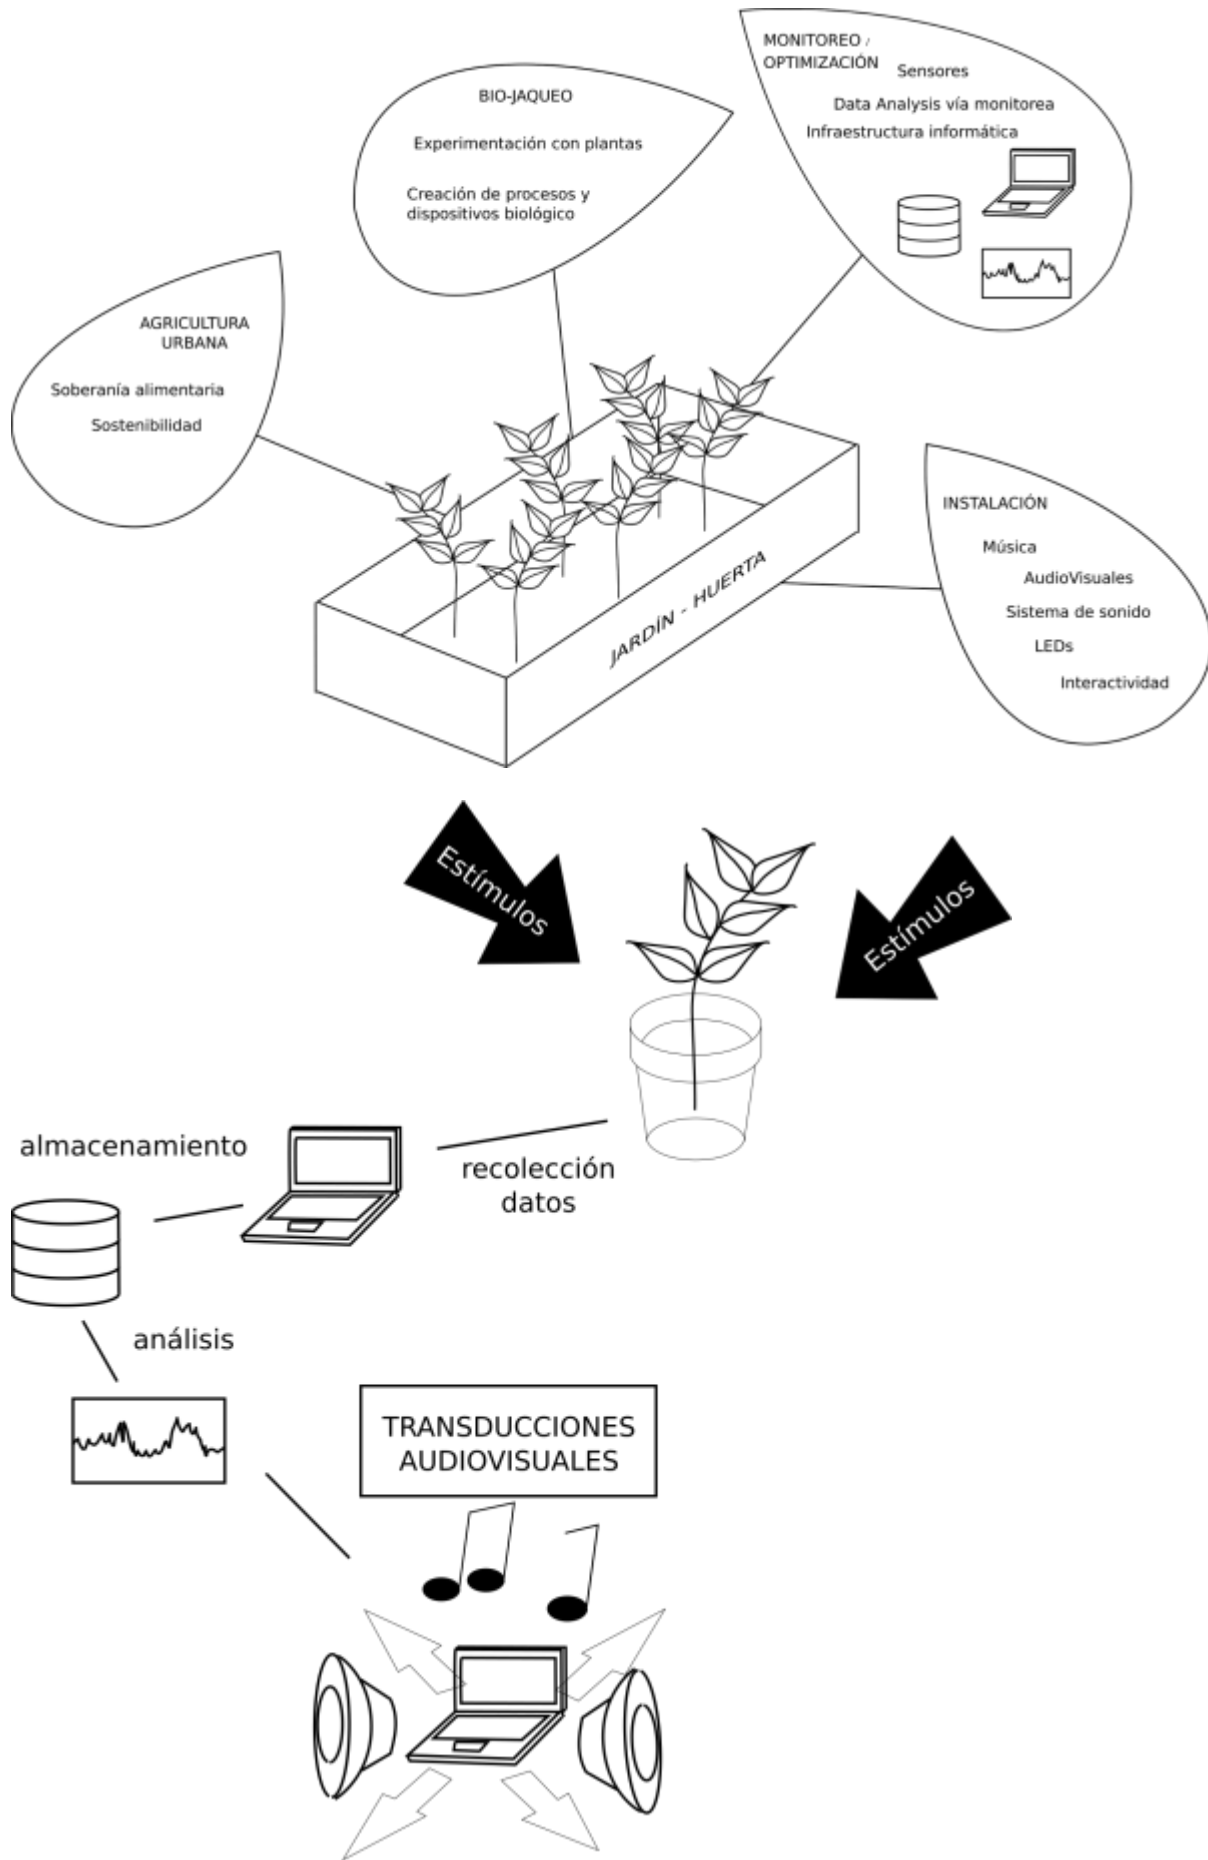 MONITOREO /
OPTIMIZACIÓN
Sensores
Data Analysis vía monitorea
Infraestructura informática
BIO-JAQUEO
Experimentación con plantas
Creación de procesos y
dispositivos biológico
AGRICULTURA
URBANA
Soberanía alimentaria
Sostenibilidad
INSTALACIÓN
Música
AudioVisuales
Sistema de sonido
LEDs
Interactividad
JARDÍN - HUERTA
Estímulos
Estímulos
almacenamiento
recolección
datos
análisis
TRANSDUCCIONES
AUDIOVISUALES